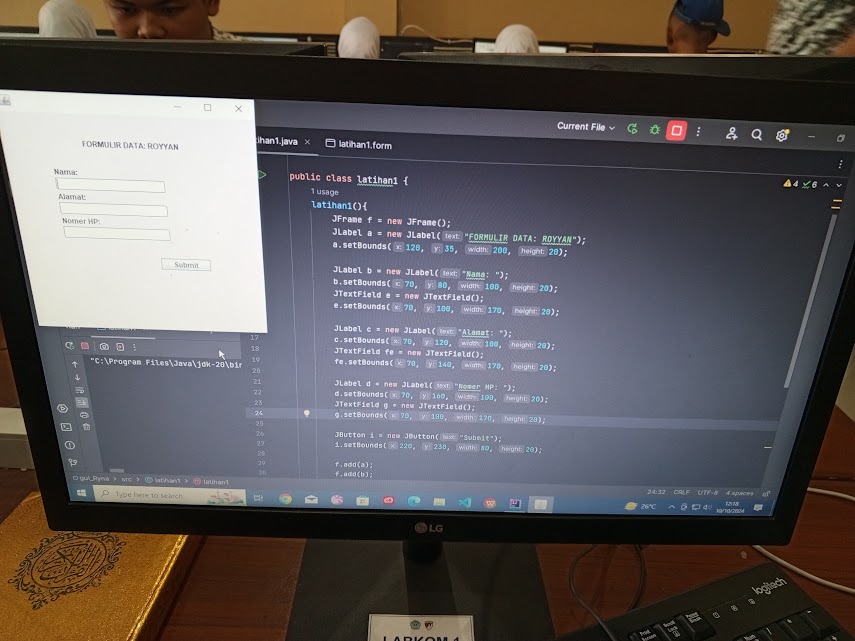 Current File
latihan1.form
FORMULIR DATA: ROYYAN
Nama:
Alamat:
Nomer HP:
Submit
public class latihan1 {
1 usage
latihan1(){
JFrame f = new JFrame();
JLabel a = new JLabel( text: "FORMULIR DATA: ROYYAN");
a.setBounds( x: 120, y: 35, width: 200, height: 20);
JLabel b = new JLabel( text: "Nama: ");
b.setBounds( x: 70, y: 80, width: 100, height: 20);
JTextField e = new JTextField();
e.setBounds( x: 70, y: 100, width: 170, height: 20);
JLabel c = new JLabel( text: "Alamat: ");
c.setBounds( x: 70, y: 120, width: 100, height: 20);
JTextField fe = new JTextField();
fe.setBounds( x: 70, y: 140, width: 170, height: 20);
JLabel d = new JLabel( text: "Nomer HP: ");
d.setBounds( x: 70, y: 160, width: 100, height: 20);
JTextField g = new JTextField();
g.setBounds( x: 70, y: 180, width: 170, height: 20);
JButton i = new JButton( text: "Submit");
i.setBounds( x: 220, y: 230, width: 80, height: 20);
f.add(a);
f.add(b);
4 6
17
18
19
20
21
22
23
24
25
26
27
28
"C:\Program Files\Java\jdk-20\bin
gui_Ryna > src > latihan1 > latihan1
24:32 CRLF UTF-8 4 spaces
Type here to search
26°C
12:18
10/10/2024
LG
logitech
LABKOM 1